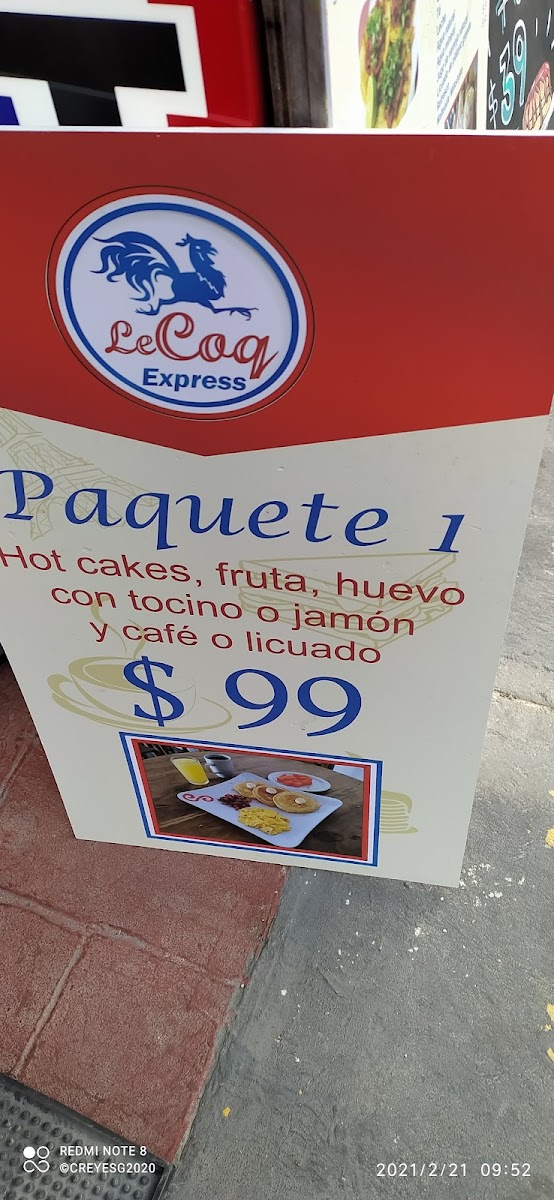 $39
LeCoq
Express
Paquete 1
Hot cakes, fruta, huevo
con tocino o jamón
y café o licuado
$ 99
REDMI NOTE 8
©CREYESG2020
2021/2/21 09:52